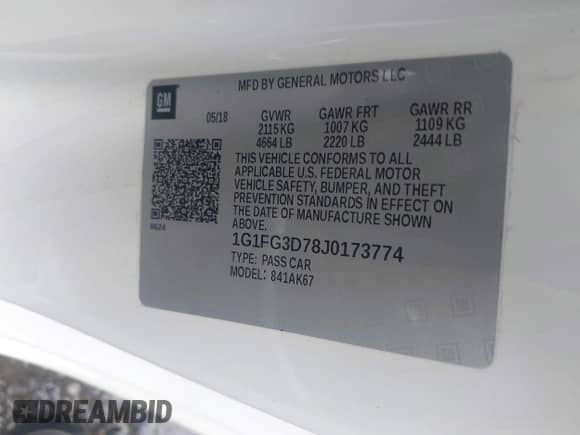 MFD BY GENERAL MOTORS LLC
GM
05/18 GVWR GAWR FRT GAWR RR
2115 KG 1007 KG 1109 KG
4664 LB 2220 LB 2444 LB
THIS VEHICLE CONFORMS TO ALL
APPLICABLE U.S. FEDERAL MOTOR
VEHICLE SAFETY, BUMPER, AND THEFT
PREVENTION STANDARDS IN EFFECT ON
THE DATE OF MANUFACTURE SHOWN
ABOVE.
1G1FG3D78J0173774
TYPE: PASS CAR
MODEL: 841AK67
DREAMBID